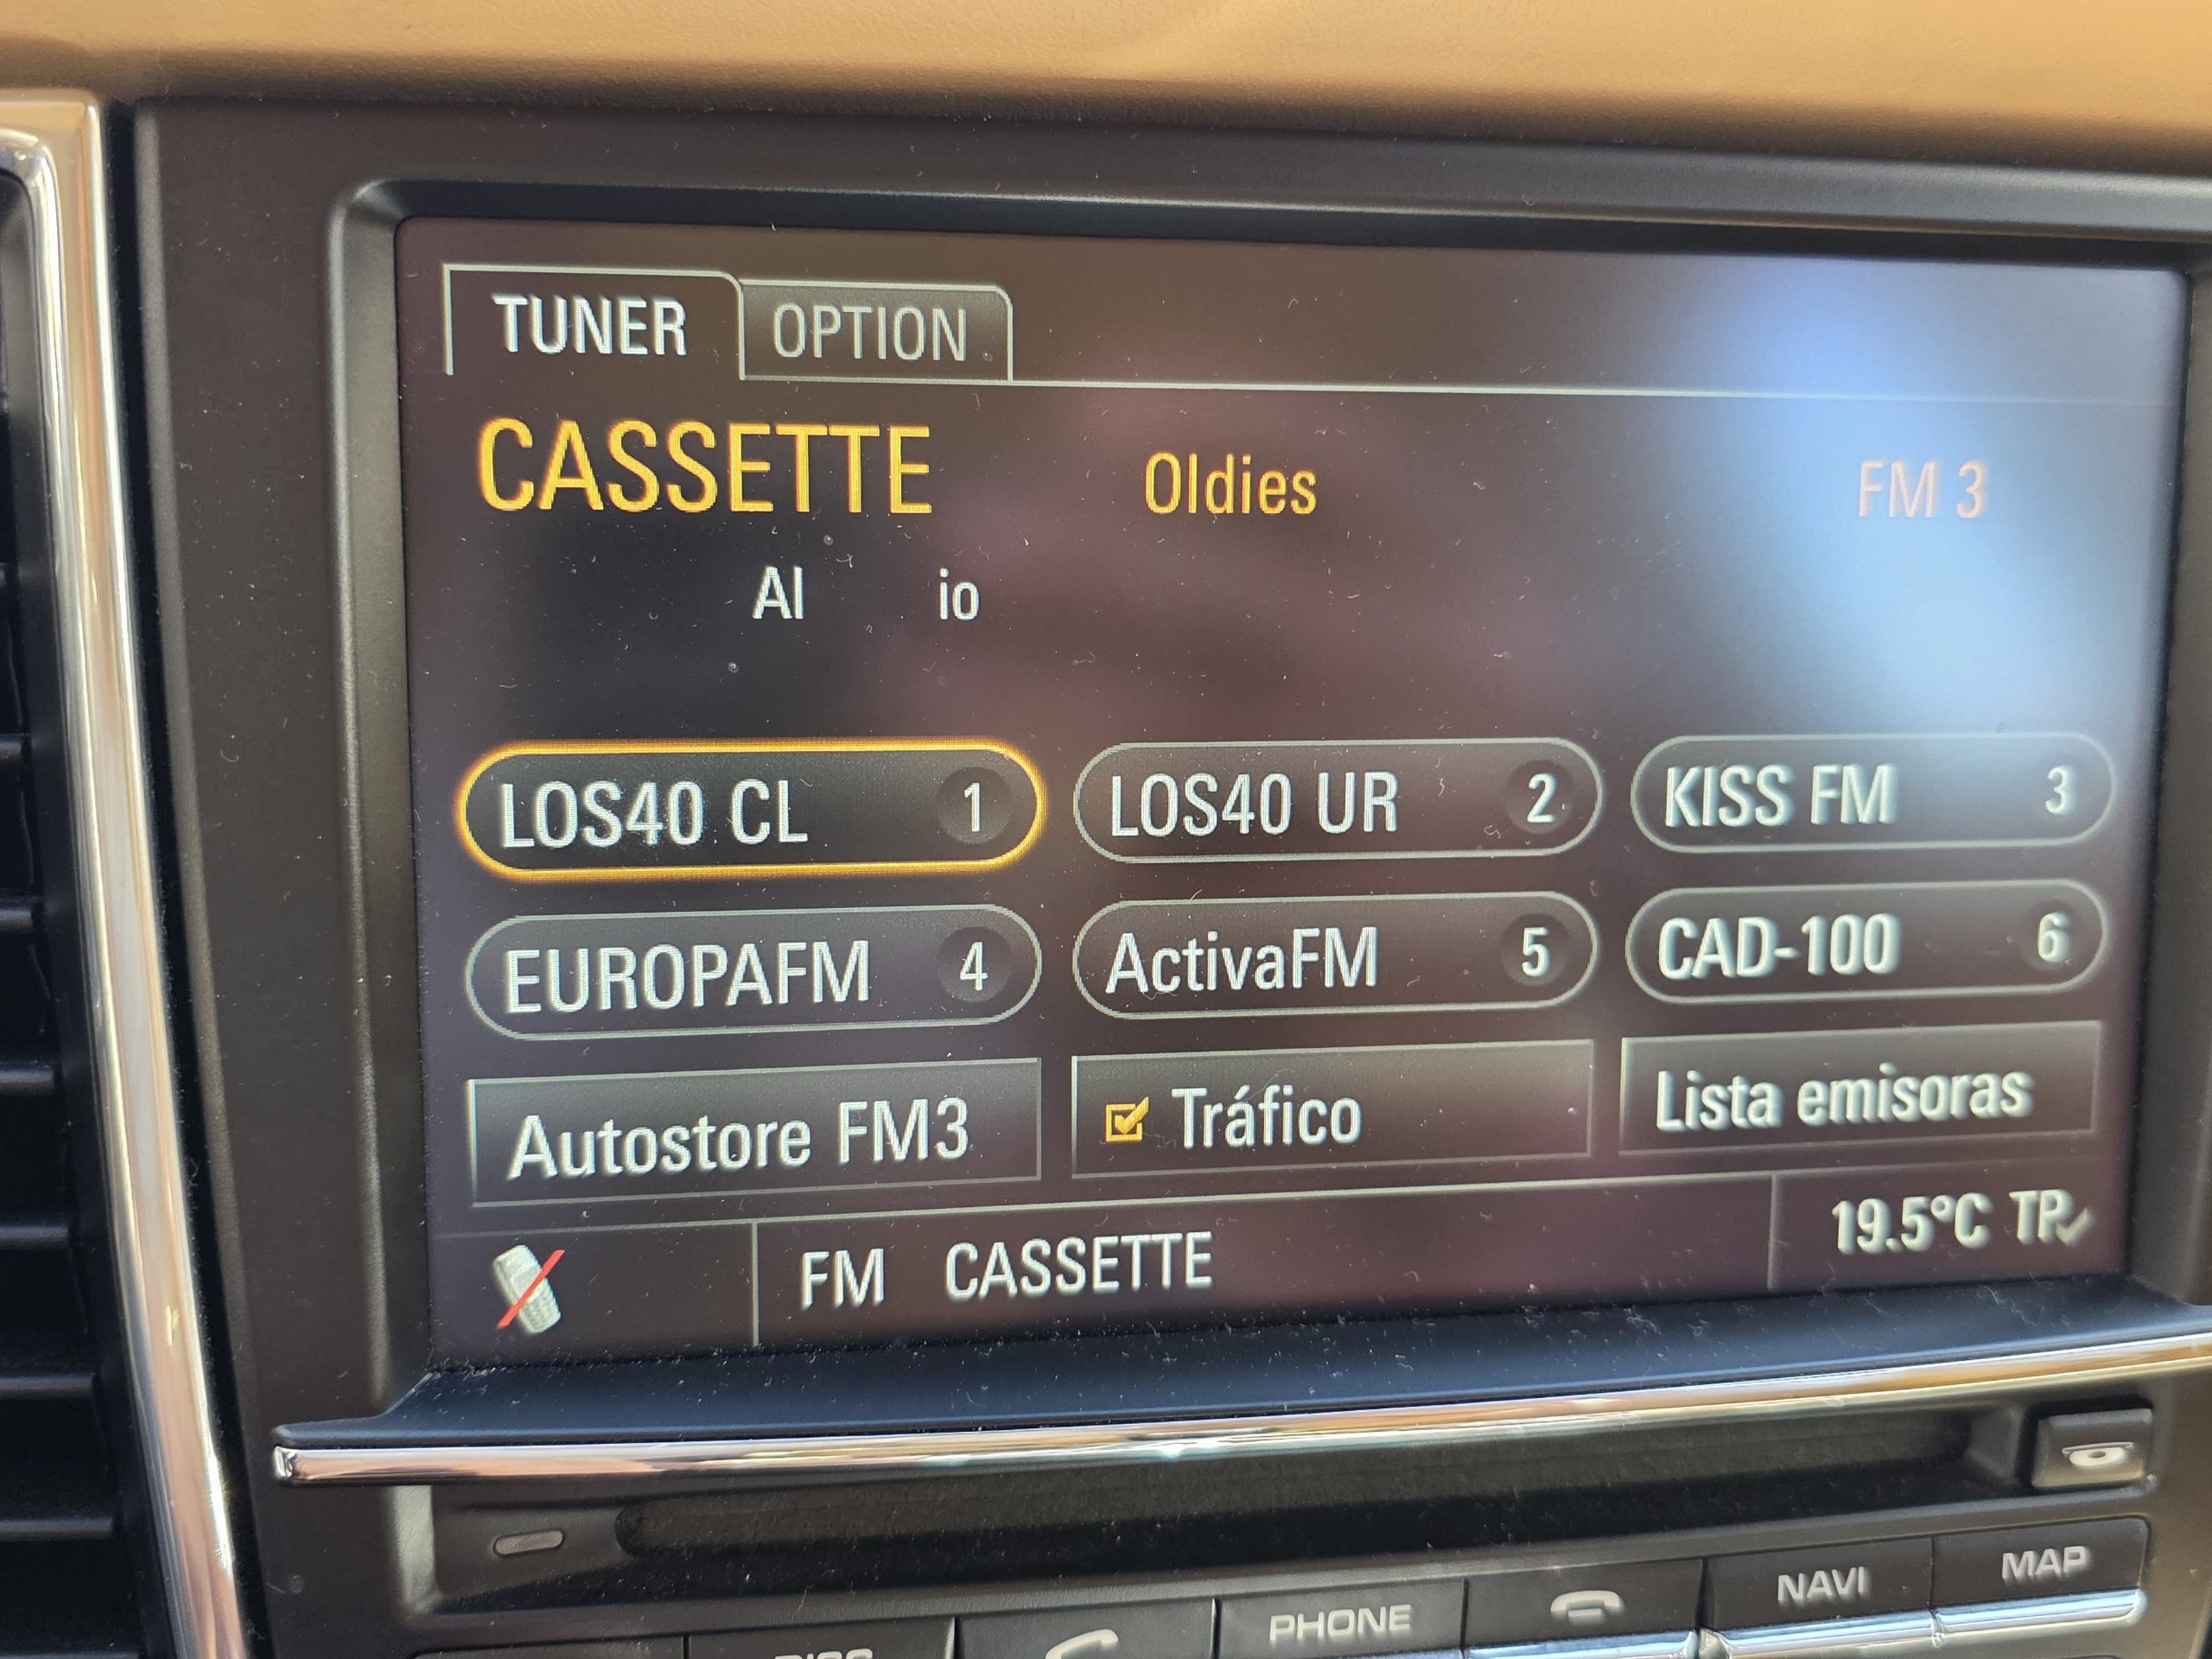 TUNER OPTION
CASSETTE Oldies FM 3
Al io
LOS40 CL 1 LOS40 UR 2 KISS FM 3
EUROPAFM 4 ActivaFM 5 CAD-100 6
Autostore FM3 Tráfico Lista emisoras
FM CASSETTE 19.5°C TP
PHONE NAVI MAP